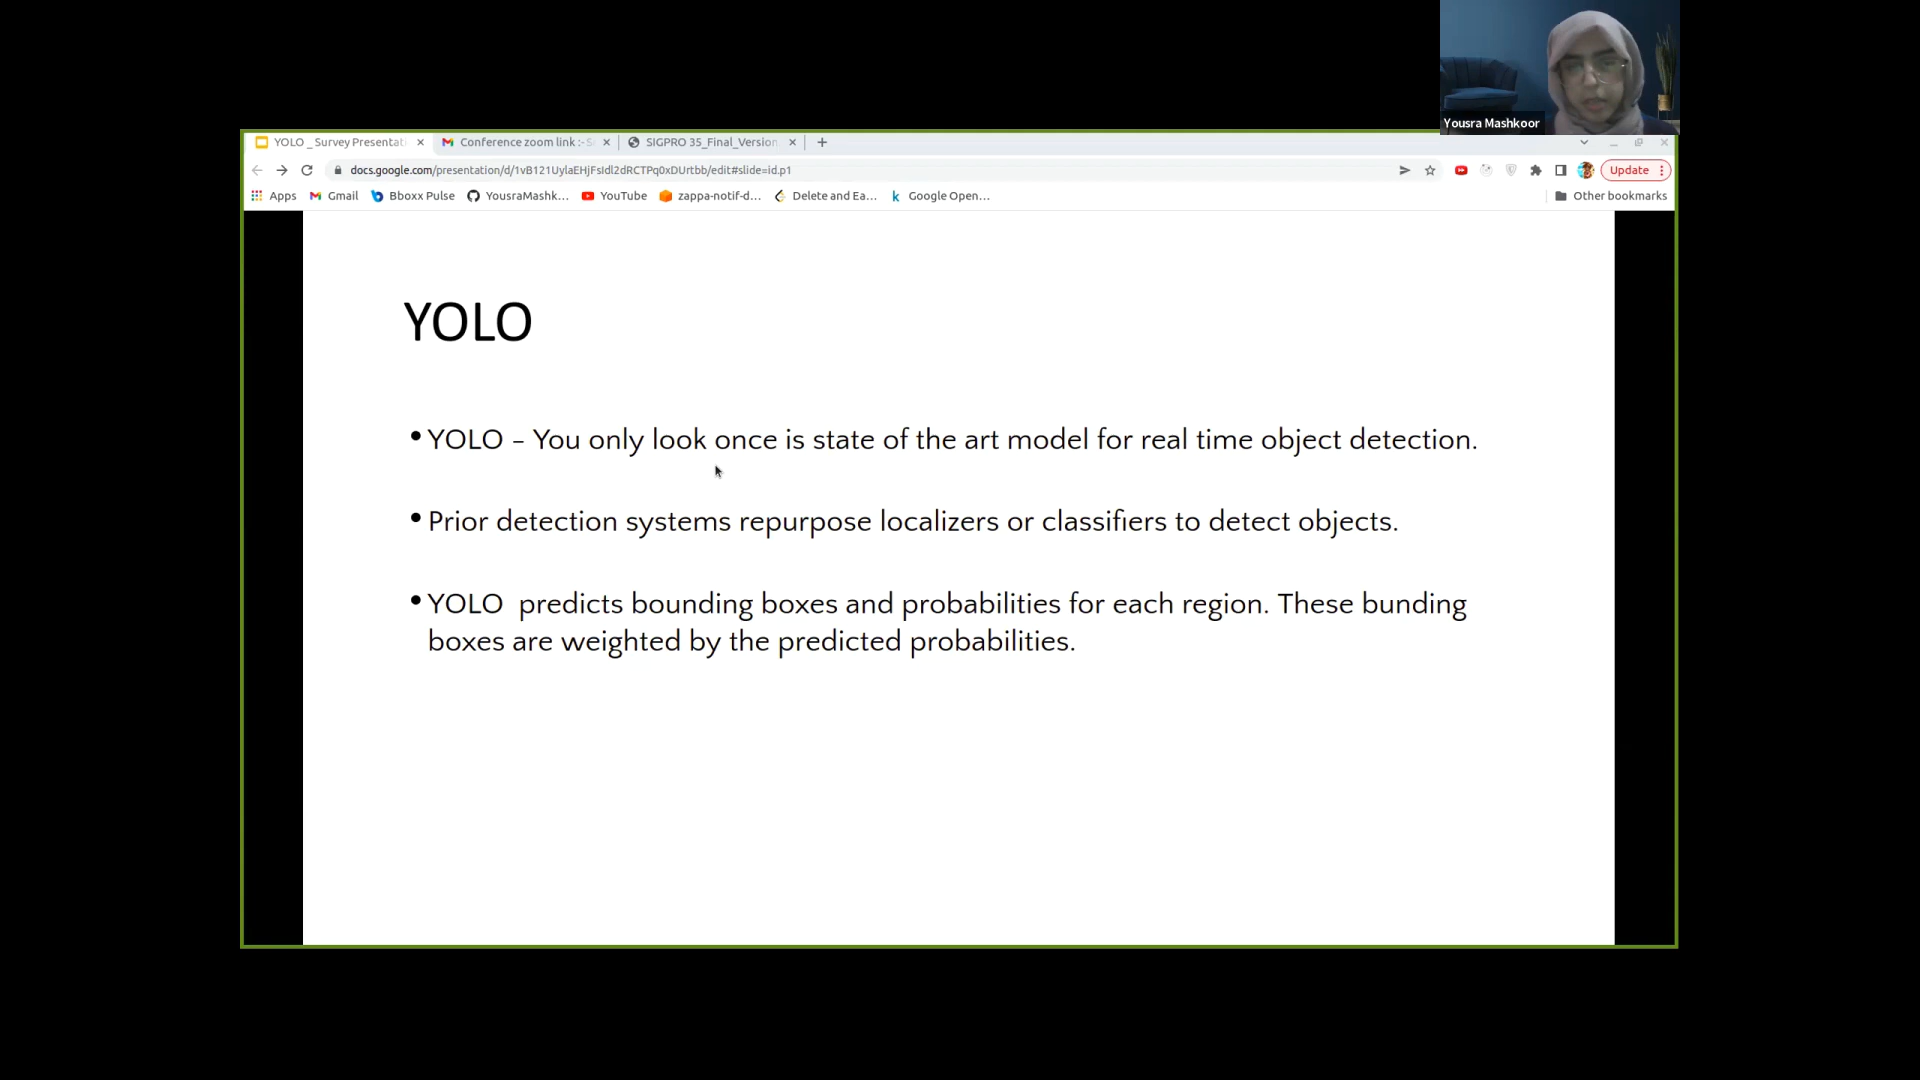 Yousra Mashkoor
YOLO _ Survey Presentati
Conference zoom link :- S
SIGPRO 35_Final_Version
docs.google.com/presentation/d/1vB121UylaEHjFsIdl2dRCTPq0xDUrtbb/edit#slide=id.p1
Update
Apps
Gmail
Bboxx Pulse
YousraMashk...
YouTube
zappa-notif-d...
Delete and Ea...
Google Open...
Other bookmarks
YOLO
•YOLO – You only look once is state of the art model for real time object detection.
•Prior detection systems repurpose localizers or classifiers to detect objects.
•YOLO predicts bounding boxes and probabilities for each region. These bunding
boxes are weighted by the predicted probabilities.